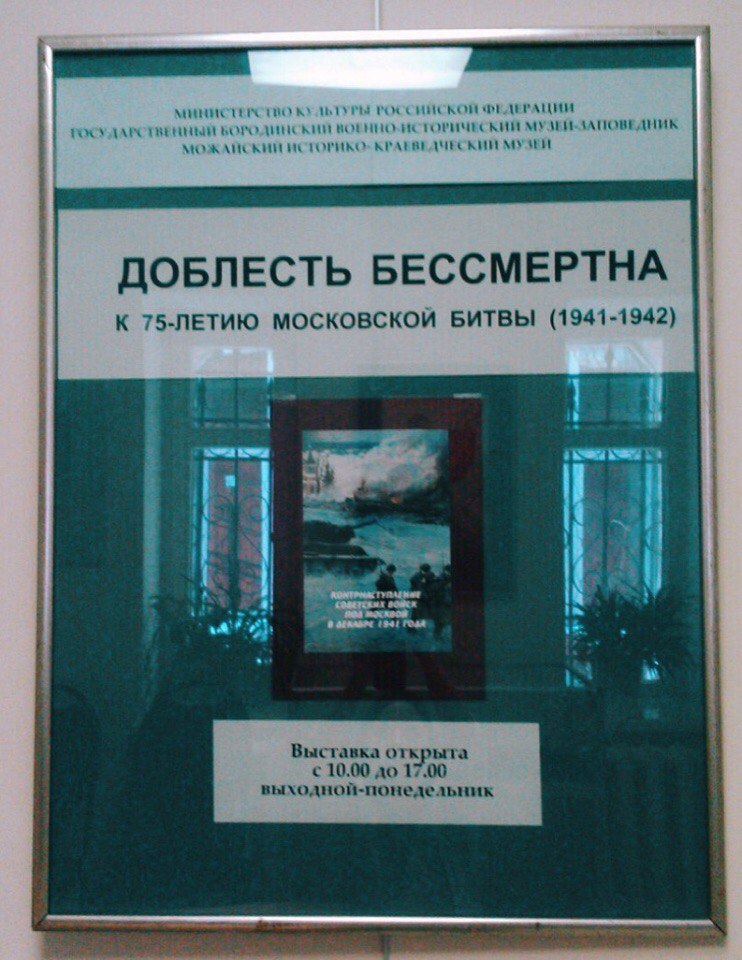 МИНИСТЕРСТВО КУЛЬТУРЫ РОССИЙСКОЙ ФЕДЕРАЦИИ
ГОСУДАРСТВЕННЫЙ БОРОДИНСКИЙ ВОЕННО-ИСТОРИЧЕСКИЙ МУЗЕЙ-ЗАПОВЕДНИК
МОЖАЙСКИЙ ИСТОРИКО- КРАЕВЕДЧЕСКИЙ МУЗЕЙ
ДОБЛЕСТЬ БЕССМЕРТНА
К 75-ЛЕТИЮ МОСКОВСКОЙ БИТВЫ (1941-1942)
КОНТРНАСТУПЛЕНИЕ
СОВЕТСКИХ ВОЙСК
ПОД МОСКВОЙ
В ДЕКАБРЕ 1941 ГОДА
Выставка открыта
с 10.00 до 17.00
выходной-понедельник